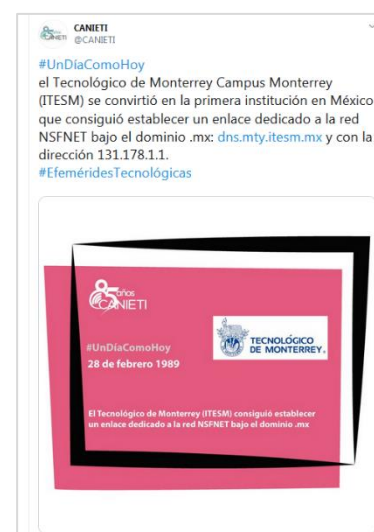 CANIETI
@CANIETI
#UnDíaComoHoy
el Tecnológico de Monterrey Campus Monterrey
(ITESM) se convirtió en la primera institución en México
que consiguió establecer un enlace dedicado a la red
NSFNET bajo el dominio .mx: dns.mty.itesm.mx y con la
dirección 131.178.1.1.
#EfeméridesTecnológicas
85 años
CANIETI
#UnDíaComoHoy
28 de febrero 1989
TECNOLÓGICO
DE MONTERREY.
El Tecnológico de Monterrey (ITESM) consiguió establecer
un enlace dedicado a la red NSFNET bajo el dominio .mx